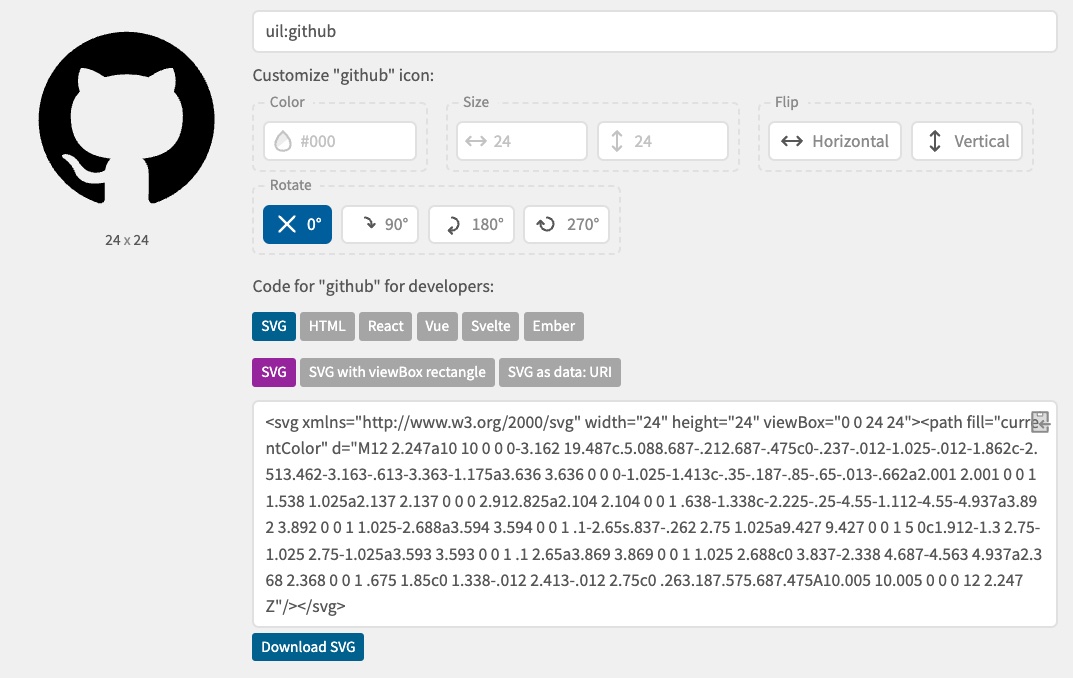 uil:github
Customize "github" icon:
Color
Size
Flip
#000
24
24
Horizontal
Vertical
Rotate
0°
90°
180°
270°
24 x 24
Code for "github" for developers:
SVG
HTML
React
Vue
Svelte
Ember
SVG
SVG with viewBox rectangle
SVG as data: URI
<svg xmlns="http://www.w3.org/2000/svg" width="24" height="24" viewBox="0 0 24 24"><path fill="curre
ntColor" d="M12 2.247a10 10 0 0 0-3.162 19.487c.5.088.687-.212.687-.475c0-.237-.012-1.025-.012-1.862c-2.
513.462-3.163-.613-3.363-1.175a3.636 3.636 0 0 0-1.025-1.413c-.35-.187-.85-.65-.013-.662a2.001 2.001 0 0 1
1.538 1.025a2.137 2.137 0 0 0 2.912.825a2.104 2.104 0 0 1 .638-1.338c-2.225-.25-4.55-1.112-4.55-4.937a3.89
2 3.892 0 0 1 1.025-2.688a3.594 3.594 0 0 1 .1-2.65s.837-.262 2.75 1.025a9.427 9.427 0 0 1 5 0c1.912-1.3 2.75-
1.025 2.75-1.025a3.593 3.593 0 0 1 .1 2.65a3.869 3.869 0 0 1 1.025 2.688c0 3.837-2.338 4.687-4.563 4.937a2.3
68 2.368 0 0 1 .675 1.85c0 1.338-.012 2.413-.012 2.75c0 .263.187.575.687.475A10.005 10.005 0 0 0 12 2.247
Z"/></svg>
Download SVG